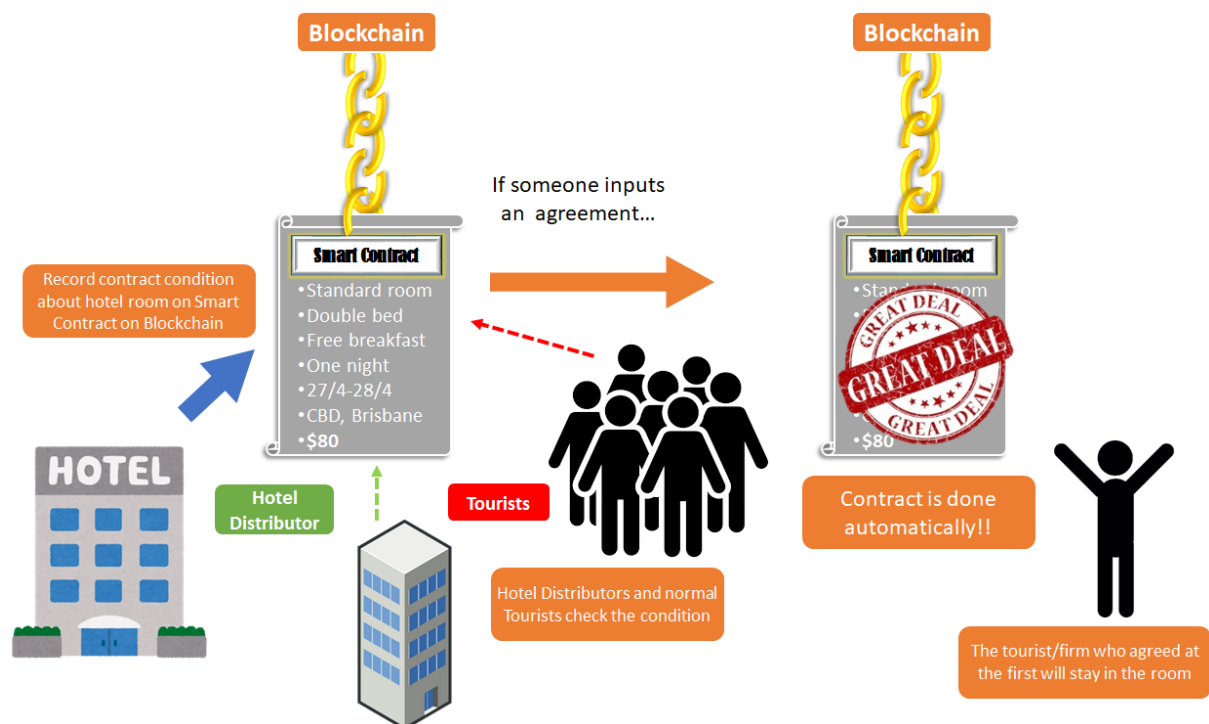 Blockchain
Smart Contract
•Standard room
•Double bed
•Free breakfast
•One night
•27/4-28/4
•CBD, Brisbane
•$80
Record contract condition
about hotel room on Smart
Contract on Blockchain
HOTEL
Hotel
Distributor
If someone inputs
an agreement...
Tourists
Hotel Distributors and normal
Tourists check the condition
Blockchain
Smart Contract
room
GREAT DEAL
GREAT DEAL
GREAT DEAL
•$80
Contract is done
automatically!!
The tourist/firm who agreed at
the first will stay in the room